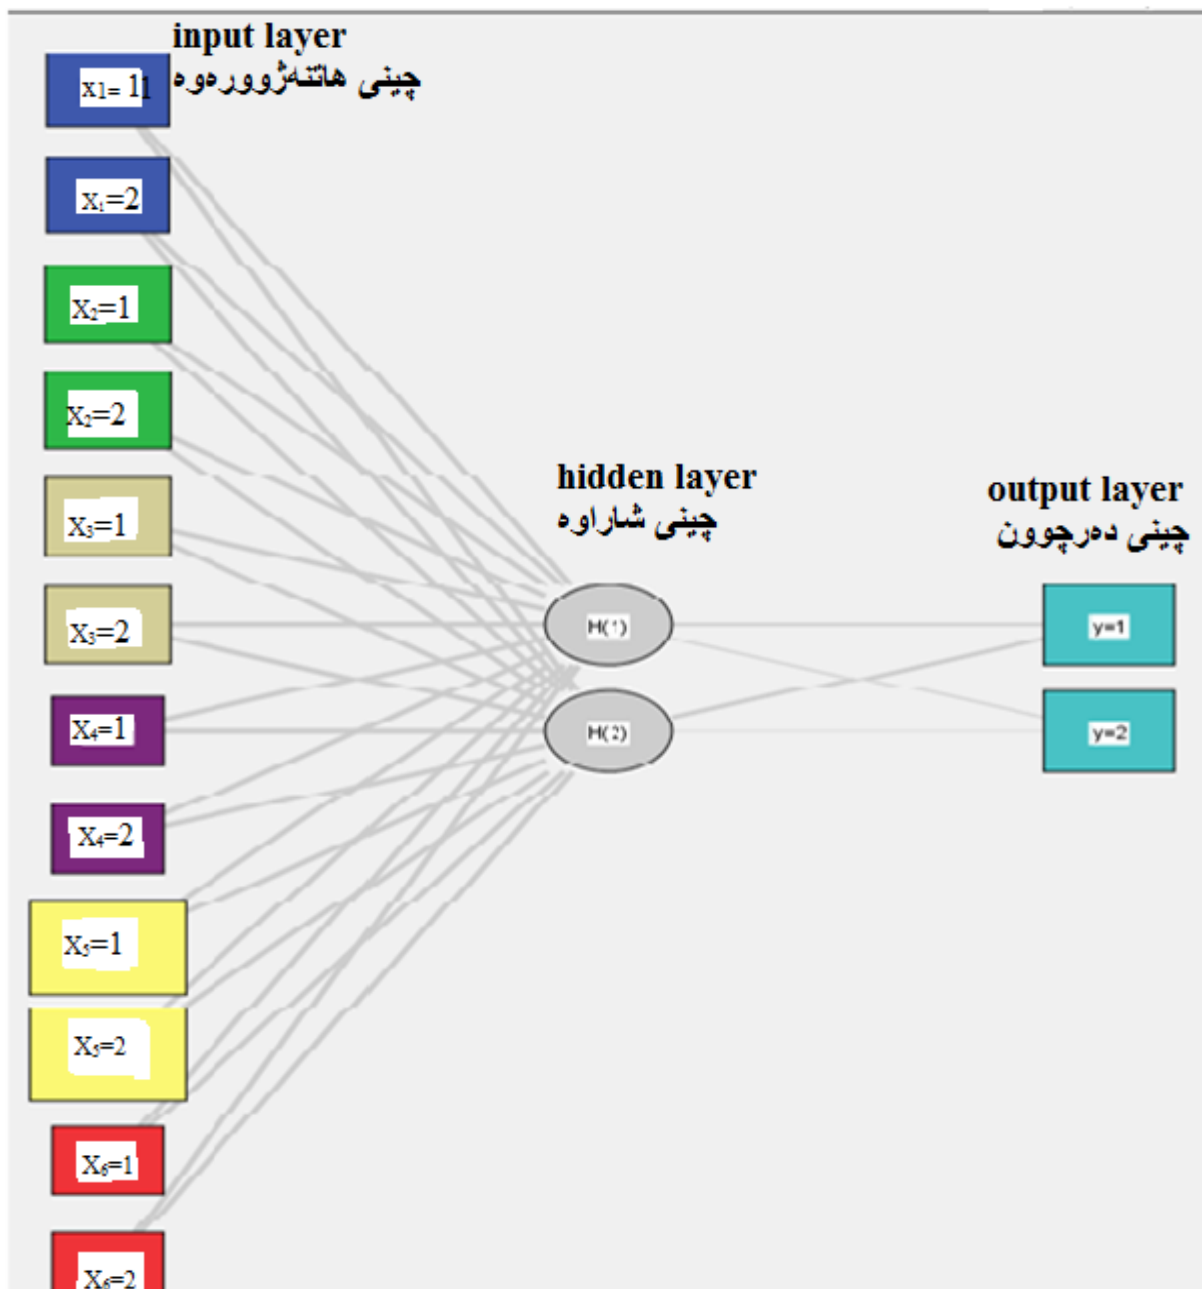 input layer
چینی هاتنەژوورەوە
x1= 11
X₁=2
X₂=1
X₂=2
X₃=1
X₃=2
X₄=1
X₄=2
X₅=1
X₅=2
X₆=1
X₆=2
hidden layer
چینی شاراوە
H(1)
H(2)
output layer
چینی دەرچوون
y=1
y=2